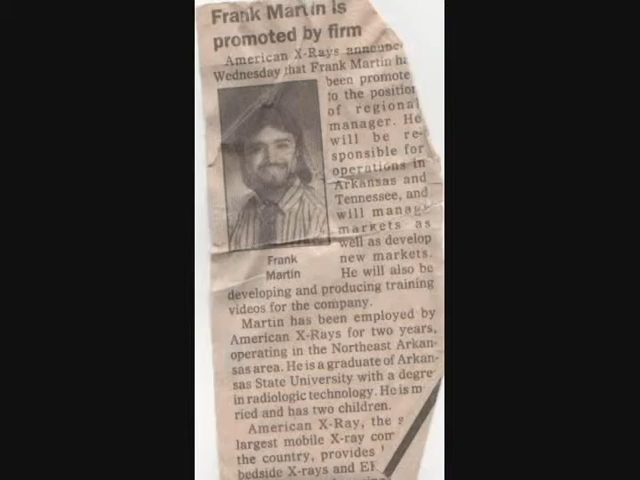 Frank Martin is
promoted by firm
American X-Rays announce
Wednesday that Frank Martin ha
been promote
to the position
of regional
manager. He
will be re-
sponsible for
operations in
Arkansas and
Tennessee, and
will manage
markets as
well as develop
new markets.
He will also be
Frank
Martin
developing and producing training
videos for the company.
Martin has been employed by
American X-Rays for two years,
operating in the Northeast Arkan-
sas area. He is a graduate of Arkan-
sas State University with a degre
in radiologic technology. He is m
ried and has two children.
American X-Ray, the s
largest mobile X-ray com
the country, provides
bedside X-rays and EK